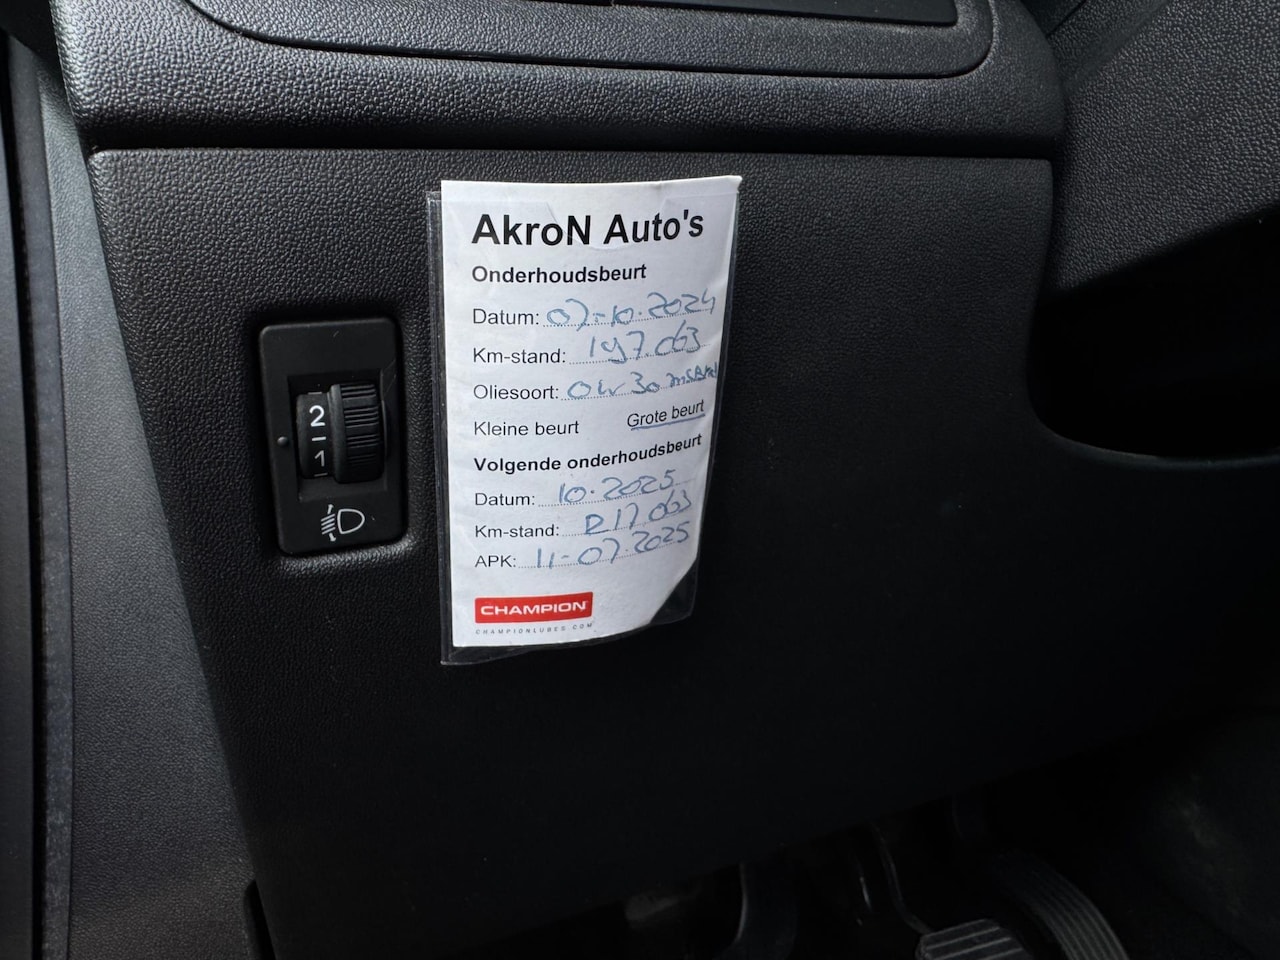 AkroN Auto's
Onderhoudsbeurt
Datum: 07-10.2024
Km-stand: 197.063
Oliesoort: 0w30
Kleine beurt Grote beurt
Volgende onderhoudsbeurt
Datum: 10.2025
Km-stand: 217 063
APK: 11-07.2025
CHAMPION
CHAMPIONLUBES.COM
2
1